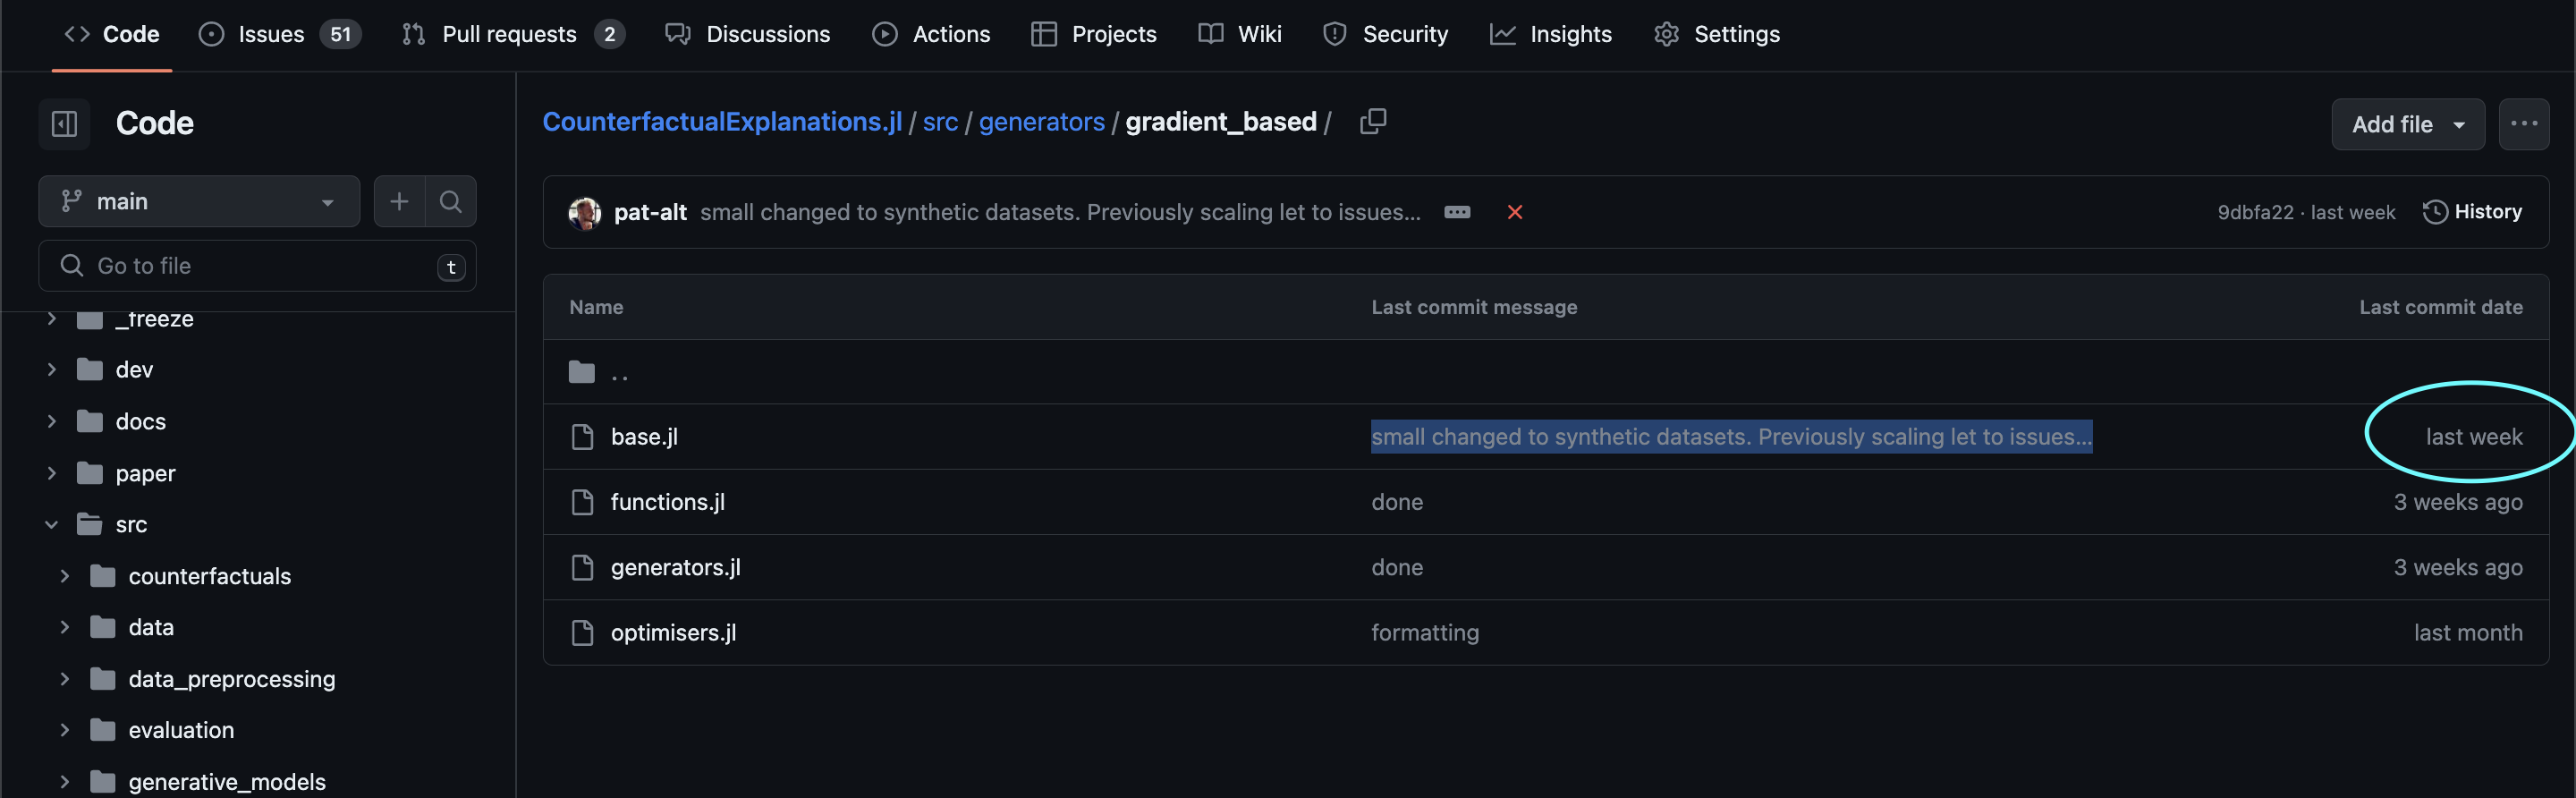 Code Issues 51 Pull requests 2 Discussions Actions Projects Wiki Security Insights Settings
Code
main
Go to file t
_freeze
dev
docs
paper
src
counterfactuals
data
data_preprocessing
evaluation
generative_models
CounterfactualExplanations.jl / src / generators / gradient_based /
Add file
pat-alt small changed to synthetic datasets. Previously scaling let to issues... 9dbfa22 · last week History
Name Last commit message Last commit date
..
base.jl small changed to synthetic datasets. Previously scaling let to issues... last week
functions.jl done 3 weeks ago
generators.jl done 3 weeks ago
optimisers.jl formatting last month